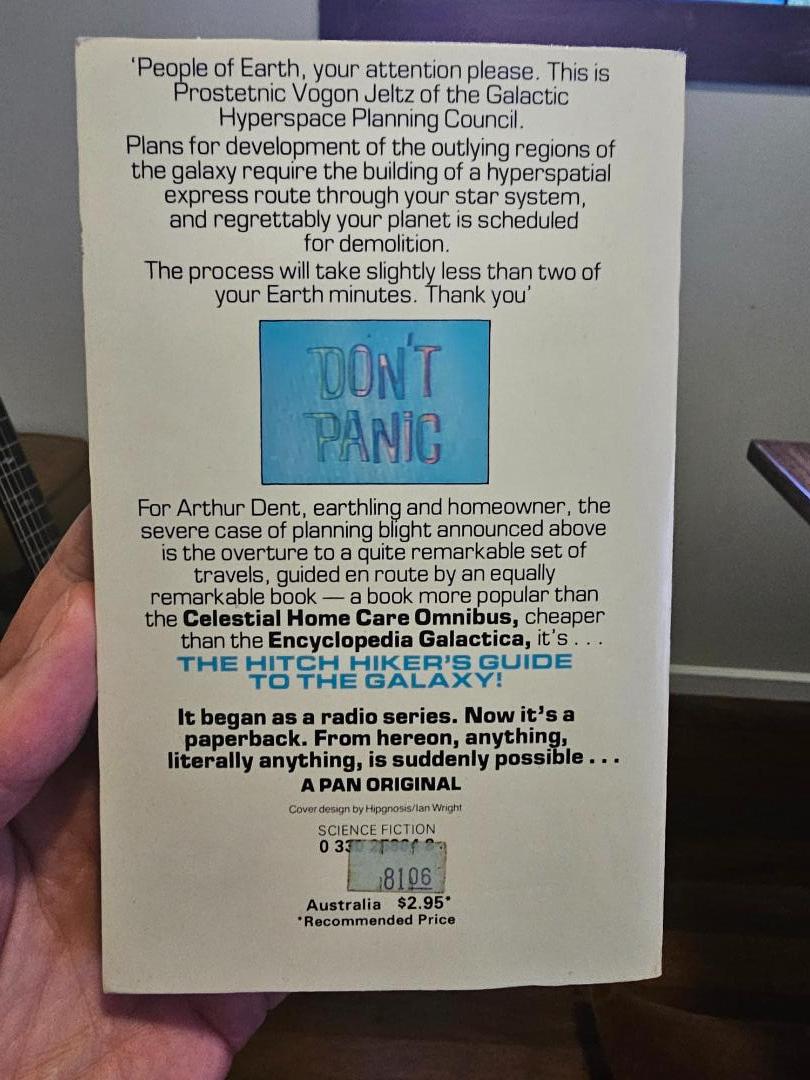 'People of Earth, your attention please. This is
Prostetnic Vogon Jeltz of the Galactic
Hyperspace Planning Council.
Plans for development of the outlying regions of
the galaxy require the building of a hyperspatial
express route through your star system,
and regrettably your planet is scheduled
for demolition.
The process will take slightly less than two of
your Earth minutes. Thank you'
DON'T
PANIC
For Arthur Dent, earthling and homeowner, the
severe case of planning blight announced above
is the overture to a quite remarkable set of
travels, guided en route by an equally
remarkable book — a book more popular than
the Celestial Home Care Omnibus, cheaper
than the Encyclopedia Galactica, it's . . .
THE HITCH HIKER'S GUIDE
TO THE GALAXY!
It began as a radio series. Now it's a
paperback. From hereon, anything,
literally anything, is suddenly possible . . .
A PAN ORIGINAL
Cover design by Hipgnosis/Ian Wright
SCIENCE FICTION
0 33
8106
Australia $2.95*
*Recommended Price